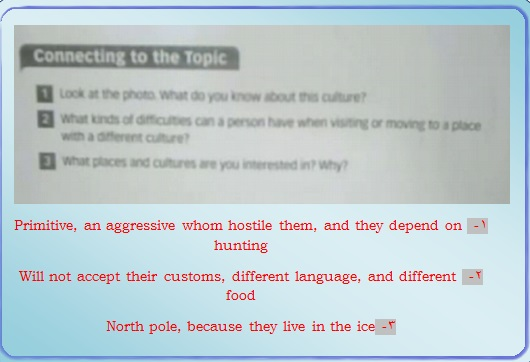 Connecting to the Topic
1 Look at the photo. What do you know about this culture?
2 What kinds of difficulties can a person have when visiting or moving to a place
with a different culture?
3 What places and cultures are you interested in? Why?
Primitive, an aggressive whom hostile them, and they depend on -١
hunting
Will not accept their customs, different language, and different -٢
food
North pole, because they live in the ice -٣